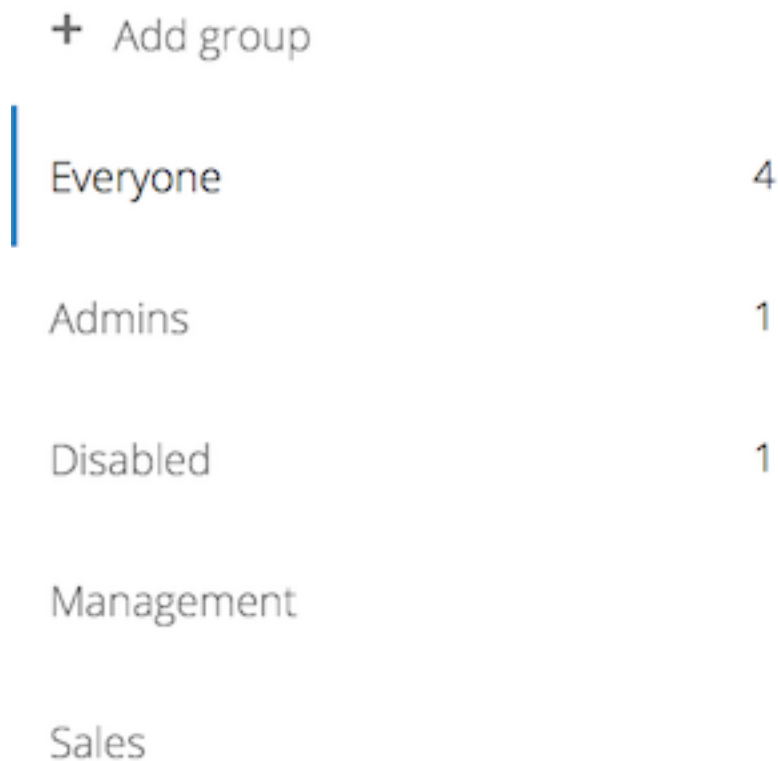 + Add group
Everyone 4
Admins 1
Disabled 1
Management
Sales